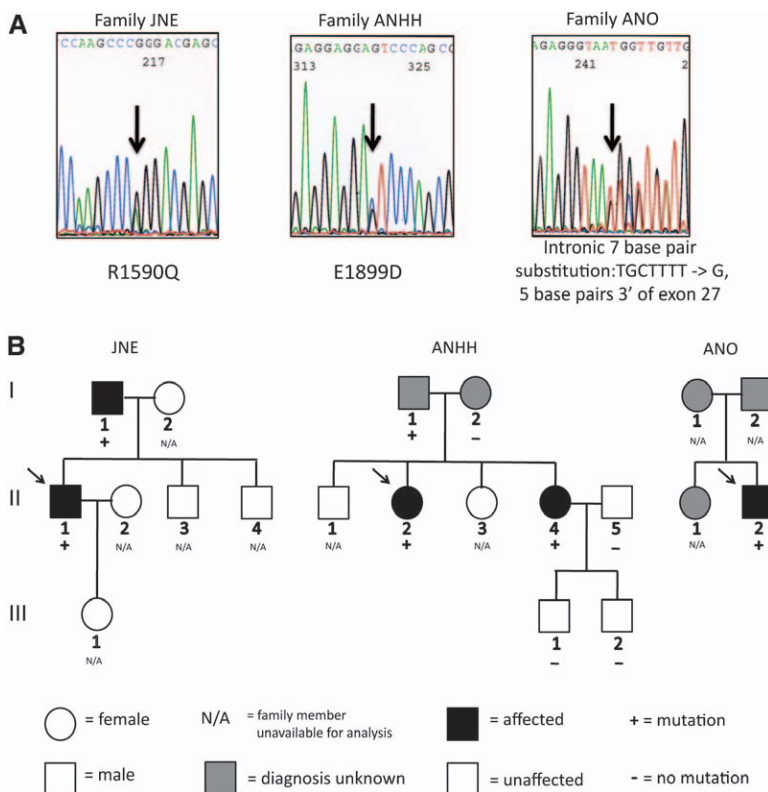 A
Family JNE Family ANHH Family ANO
CCAAGCCCGGGACGAGC GAGGAGGAGTCCCAGCC AGAGGGTAATGGTTGTTG
217 313 325 241 2
R1590Q E1899D Intronic 7 base pair
substitution:TGCTTTT -> G,
5 base pairs 3’ of exon 27
B JNE ANHH ANO
I
1 2 1 2 1 2
+ N/A + - N/A N/A
II
1 2 3 4 1 2 3 4 5 1 2
+ N/A N/A N/A N/A + N/A + - N/A +
III
1 1 2
N/A - -
= female N/A = family member
unavailable for analysis = affected + = mutation
= male = diagnosis unknown = unaffected - = no mutation